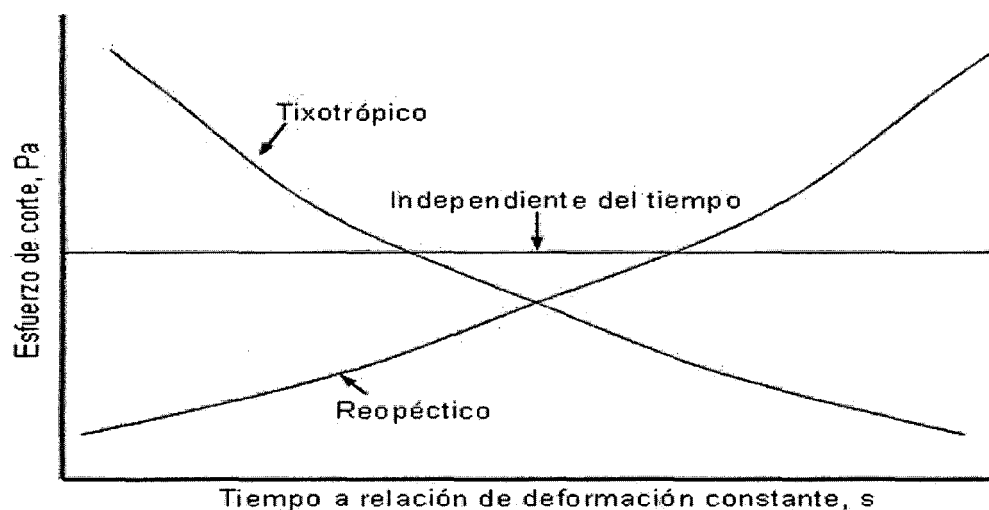 Tixotrópico
Independiente del tiempo
Esfuerzo de corte, Pa
Reopéctico
Tiempo a relación de deformación constante, s